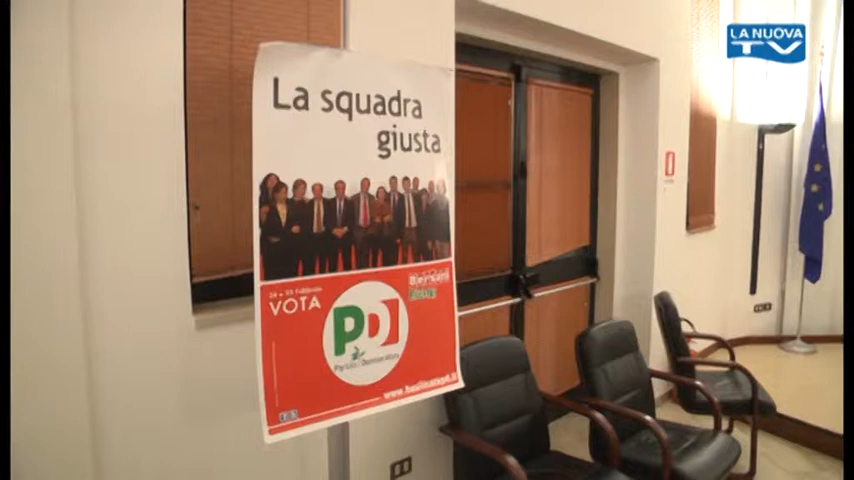 LA NUOVA
TV
La squadra
giusta
24 - 25 Febbraio
VOTA
Bersani
PD
Partito Democratico
www.basilicatapd.it